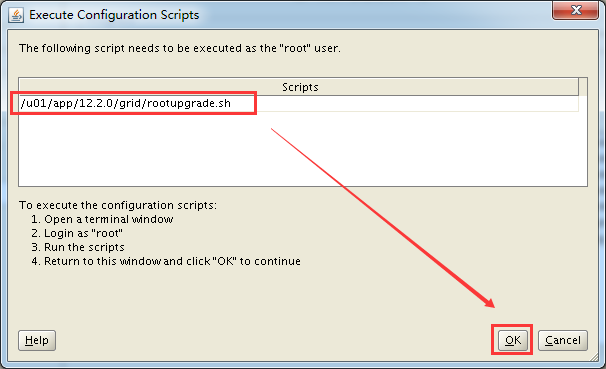 Execute Configuration Scripts
The following script needs to be executed as the "root" user.
Scripts
/u01/app/12.2.0/grid/rootupgrade.sh
To execute the configuration scripts:
1. Open a terminal window
2. Login as "root"
3. Run the scripts
4. Return to this window and click "OK" to continue
Help
OK
Cancel